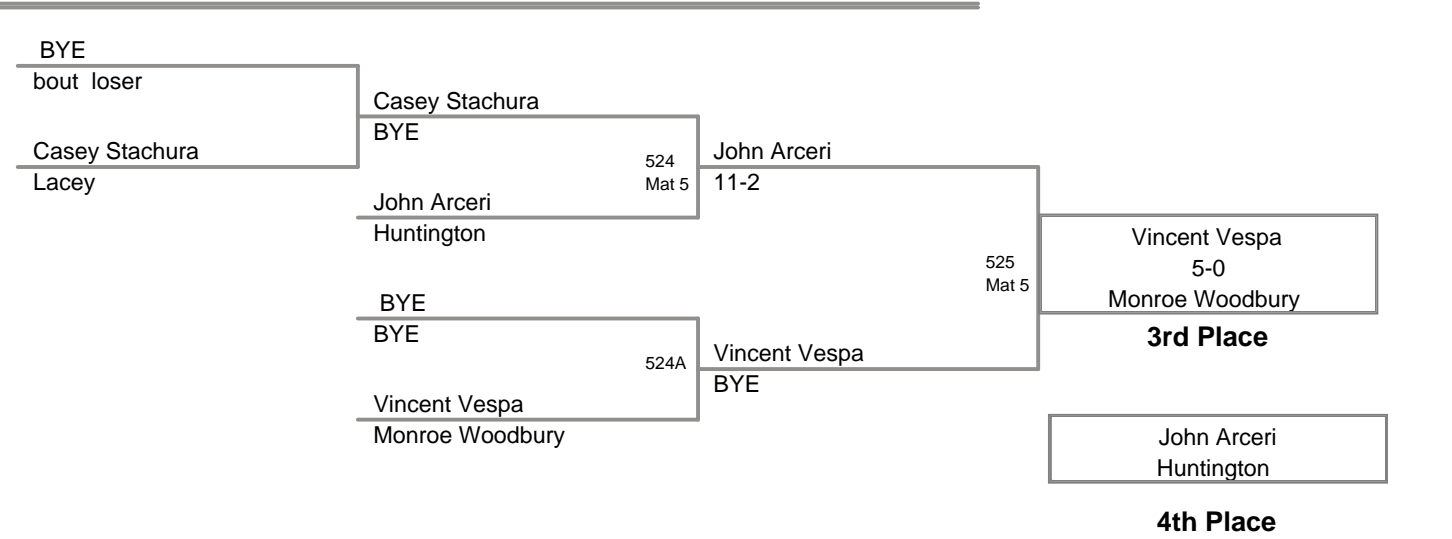 BYE
bout  loser
Casey Stachura
Lacey
Casey Stachura
BYE
524
Mat 5
John Arceri
Huntington
John Arceri
11-2
BYE
BYE
524A
Vincent Vespa
Monroe Woodbury
Vincent Vespa
BYE
525
Mat 5
Vincent Vespa
5-0
Monroe Woodbury
3rd Place
John Arceri
Huntington
4th Place